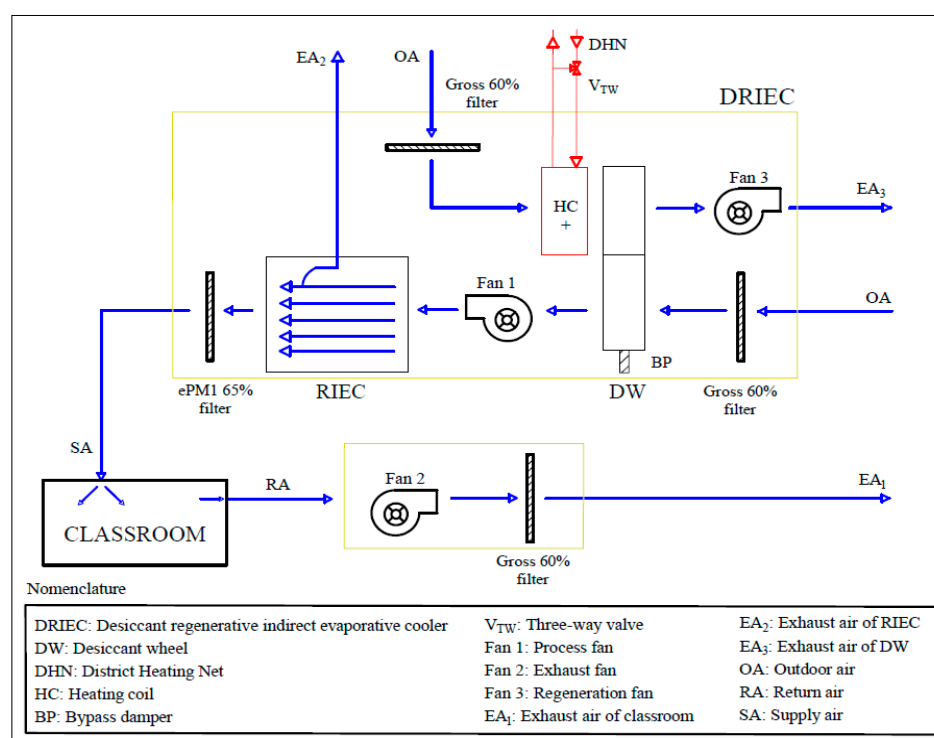 EA2
OA
DHN
VTW
Gross 60%
filter
DRIEC
Fan 3
EA3
HC
+
Fan 1
OA
BP
ePM1 65%
filter
RIEC
DW
Gross 60%
filter
SA
RA
Fan 2
EA1
CLASSROOM
Gross 60%
filter
Nomenclature
DRIEC: Desiccant regenerative indirect evaporative cooler
DW: Desiccant wheel
DHN: District Heating Net
HC: Heating coil
BP: Bypass damper
VTW: Three-way valve
Fan 1: Process fan
Fan 2: Exhaust fan
Fan 3: Regeneration fan
EA1: Exhaust air of classroom
EA2: Exhaust air of RIEC
EA3: Exhaust air of DW
OA: Outdoor air
RA: Return air
SA: Supply air